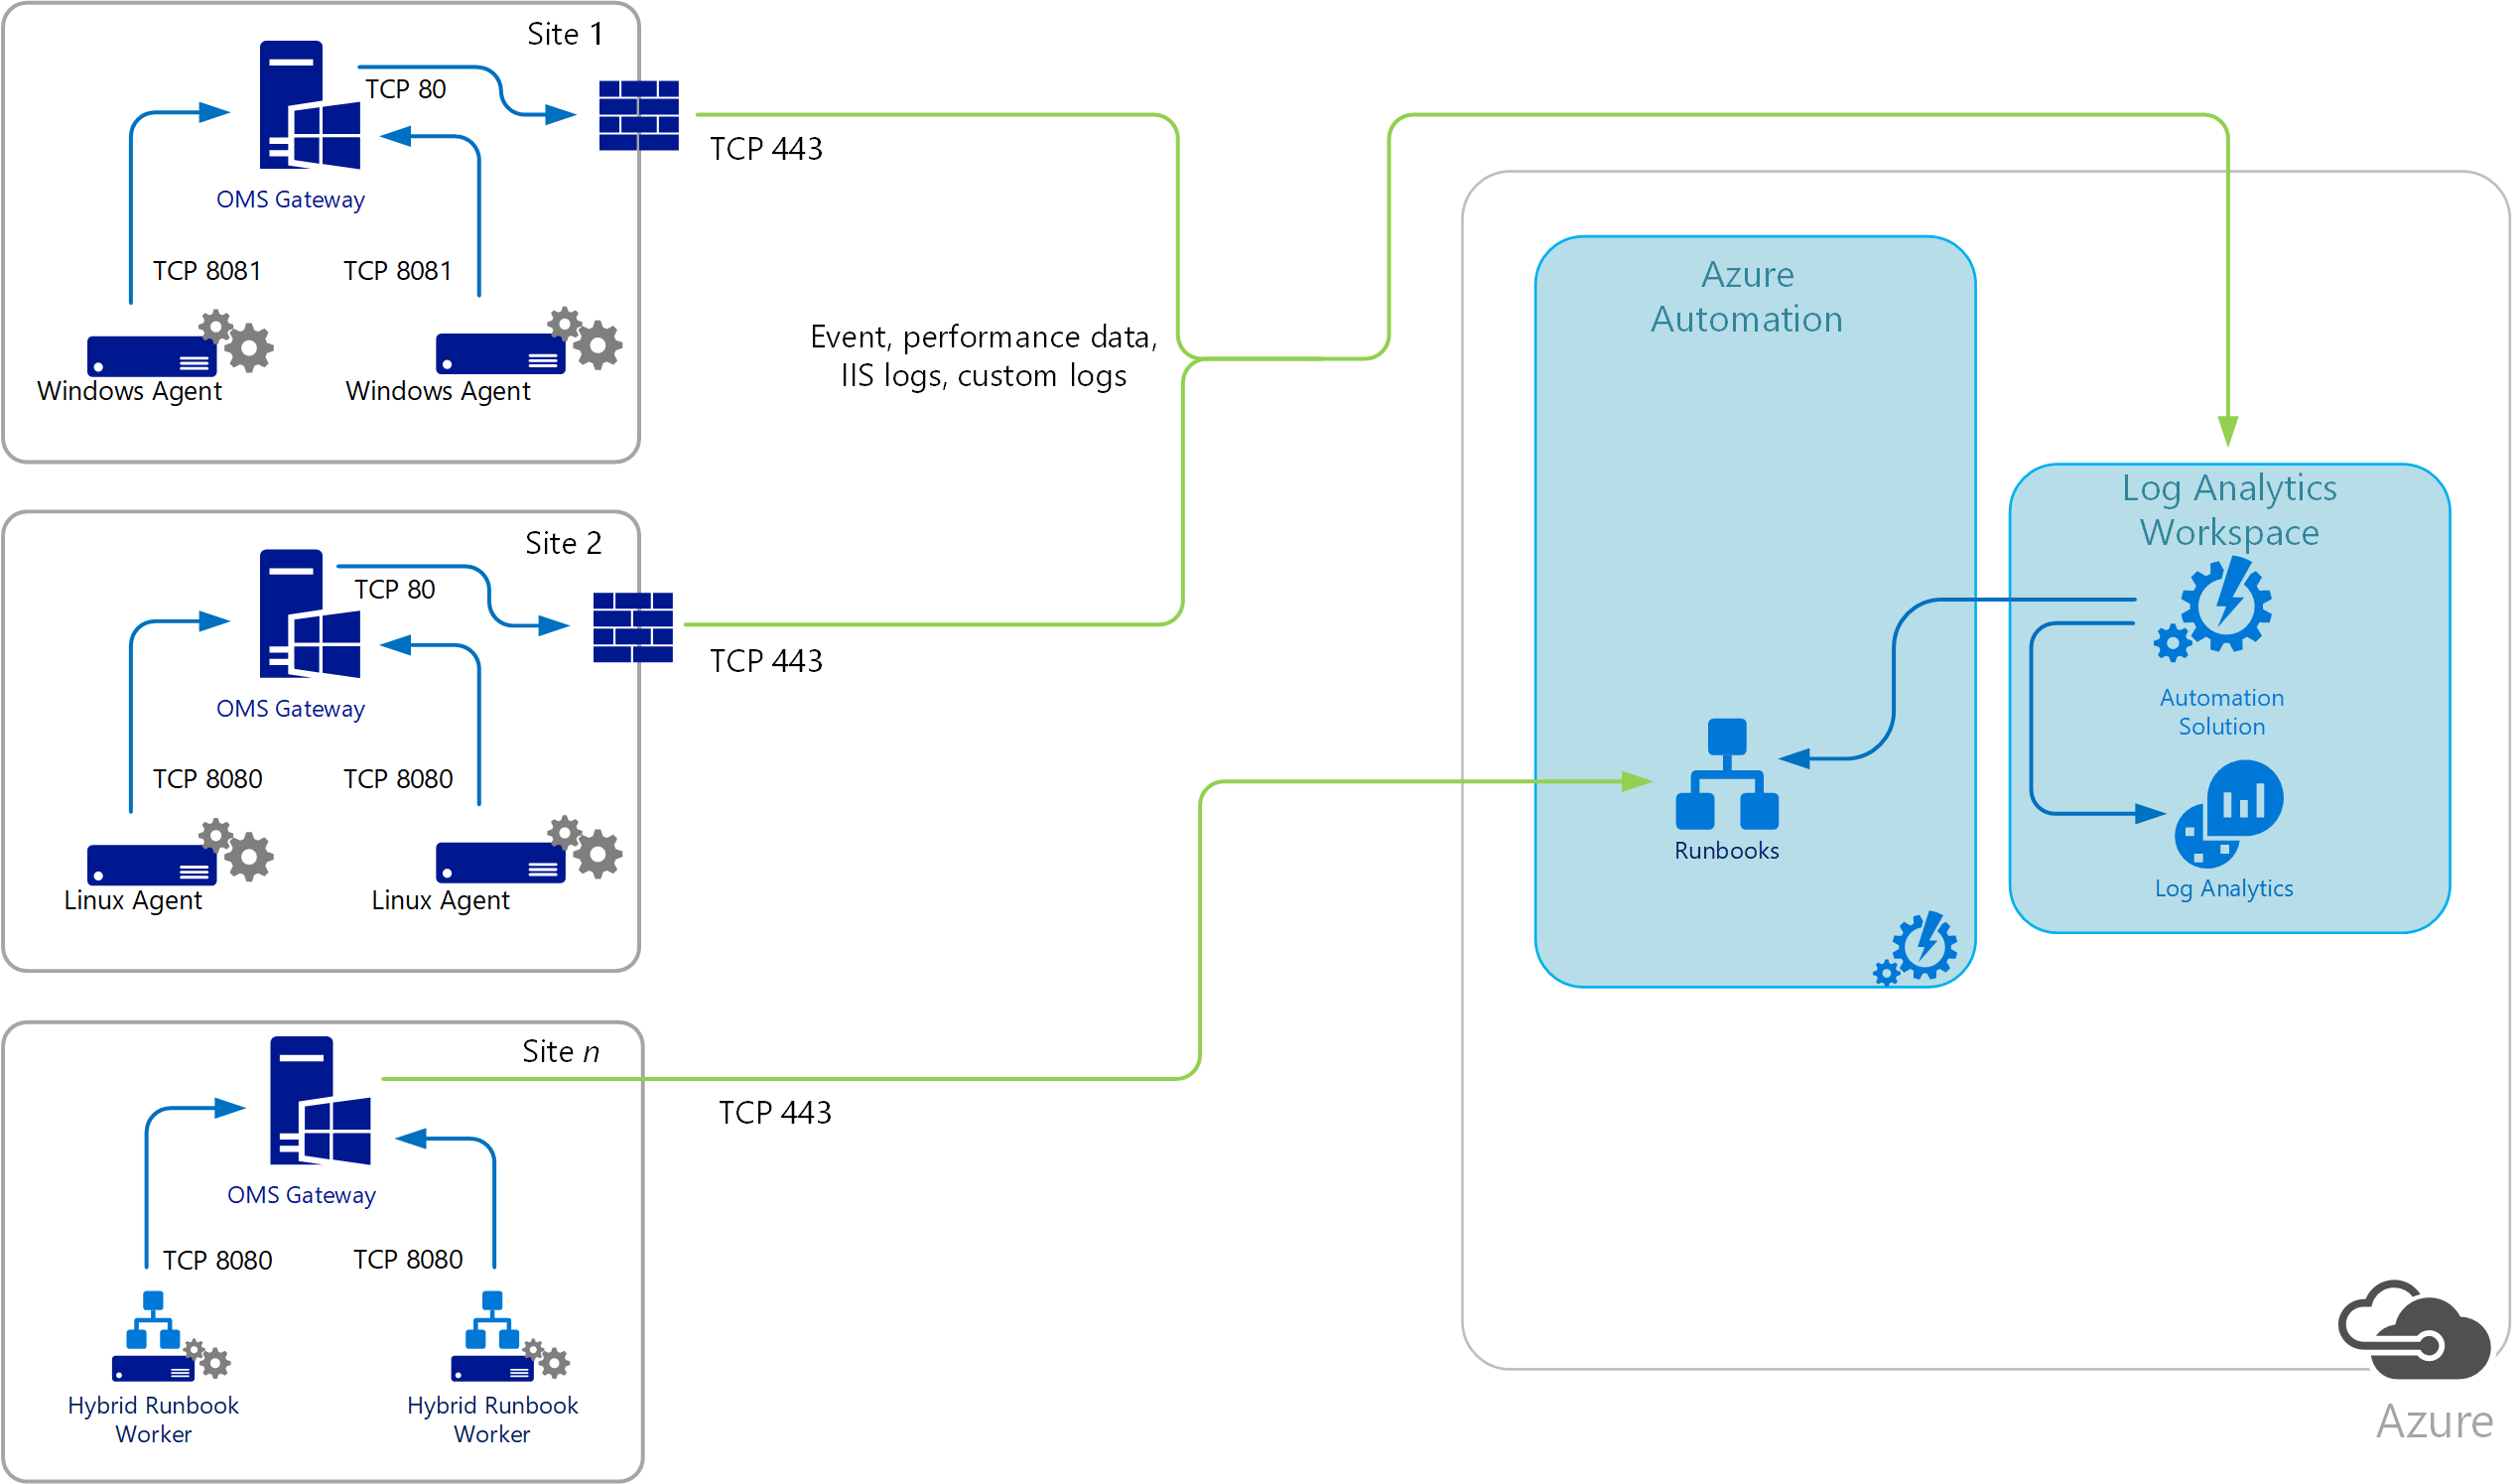 Site 1
TCP 80
TCP 443
OMS Gateway
TCP 8081
TCP 8081
Windows Agent
Windows Agent
Event, performance data,
IIS logs, custom logs
Site 2
TCP 80
TCP 443
OMS Gateway
TCP 8080
TCP 8080
Linux Agent
Linux Agent
Site n
TCP 443
OMS Gateway
TCP 8080
TCP 8080
Hybrid Runbook
Worker
Hybrid Runbook
Worker
Azure
Automation
Runbooks
Log Analytics
Workspace
Automation
Solution
Log Analytics
Azure